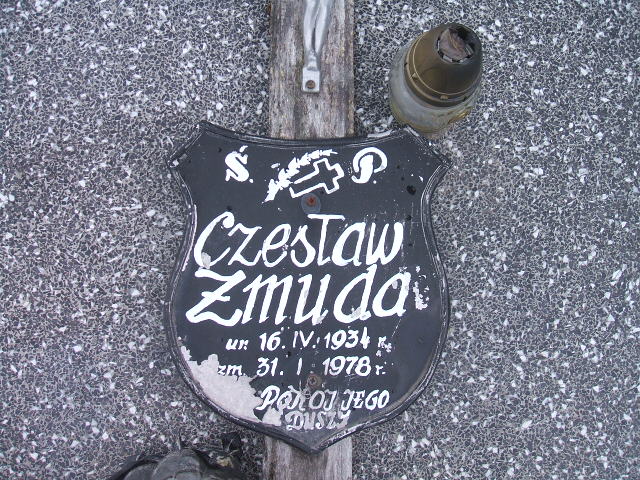 Ś. P.
Czesław
Żmuda
ur. 16. IV. 1934 r.
zm. 31. I. 1978 r.
POKÓJ JEGO
DUSZY